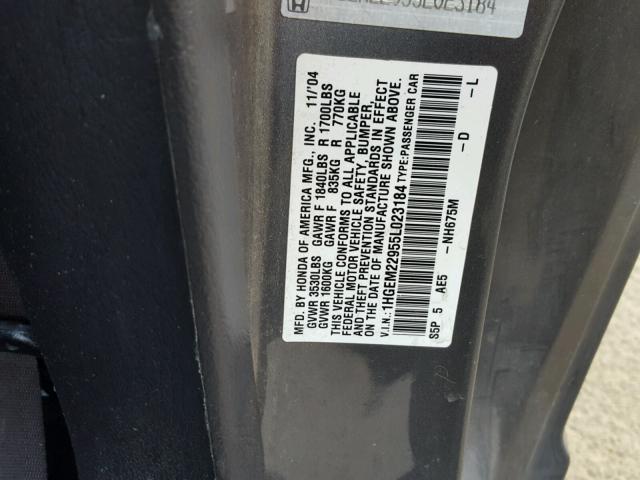 MFD. BY HONDA OF AMERICA MFG., INC. 11/'04
GVWR 3530LBS GAWR F 1840LBS R 1700LBS
GVWR 1600KG GAWR F 835KG R 770KG
THIS VEHICLE CONFORMS TO ALL APPLICABLE
FEDERAL MOTOR VEHICLE SAFETY, BUMPER,
AND THEFT PREVENTION STANDARDS IN EFFECT
ON THE DATE OF MANUFACTURE SHOWN ABOVE.
V.I.N.: 1HGEM22955L023184 TYPE:PASSENGER CAR
S5P 5 AE5 -NH675M -D -L